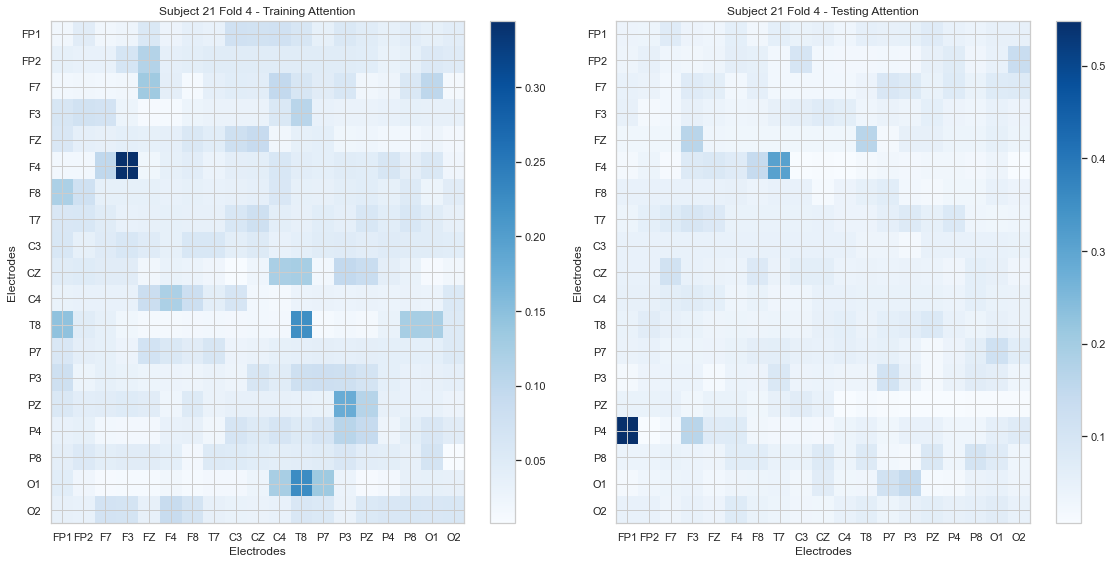 Subject 21 Fold 4 - Training Attention
FP1
FP2
F7
F3
FZ
F4
F8
T7
C3
CZ
C4
T8
P7
P3
PZ
P4
P8
O1
O2
Electrodes
FP1 FP2 F7 F3 FZ F4 F8 T7 C3 CZ C4 T8 P7 P3 PZ P4 P8 O1 O2
Electrodes
0.30
0.25
0.20
0.15
0.10
0.05
Subject 21 Fold 4 - Testing Attention
FP1
FP2
F7
F3
FZ
F4
F8
T7
C3
CZ
C4
T8
P7
P3
PZ
P4
P8
O1
O2
Electrodes
FP1 FP2 F7 F3 FZ F4 F8 T7 C3 CZ C4 T8 P7 P3 PZ P4 P8 O1 O2
Electrodes
0.5
0.4
0.3
0.2
0.1